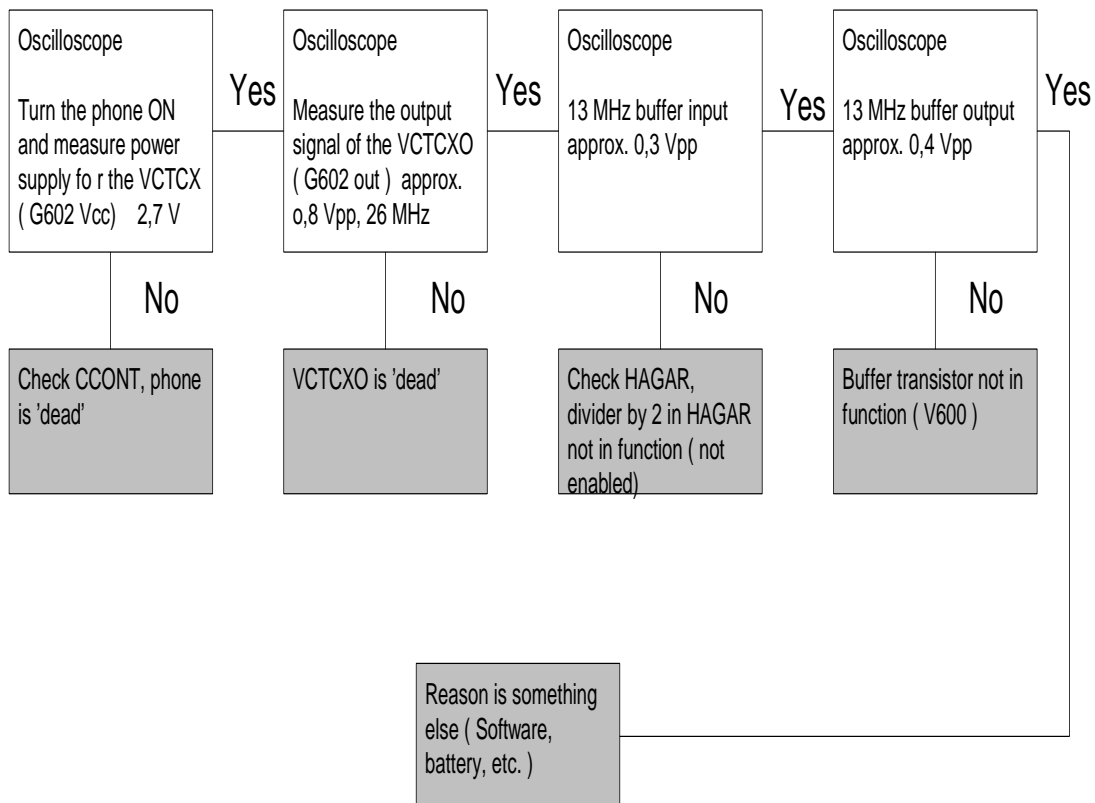 Oscilloscope
Turn the phone ON
and measure power
supply fo r the VCTCX
( G602 Vcc) 2,7 V
Yes
Oscilloscope
Measure the output
signal of the VCTCXO
( G602 out ) approx.
o,8 Vpp, 26 MHz
Yes
Oscilloscope
13 MHz buffer input
approx. 0,3 Vpp
Yes
Oscilloscope
13 MHz buffer output
approx. 0,4 Vpp
Yes
No
No
No
No
Check CCONT, phone
is ’dead’
VCTCXO is ’dead’
Check HAGAR,
divider by 2 in HAGAR
not in function ( not
enabled)
Buffer transistor not in
function ( V600 )
Reason is something
else ( Software,
battery, etc. )